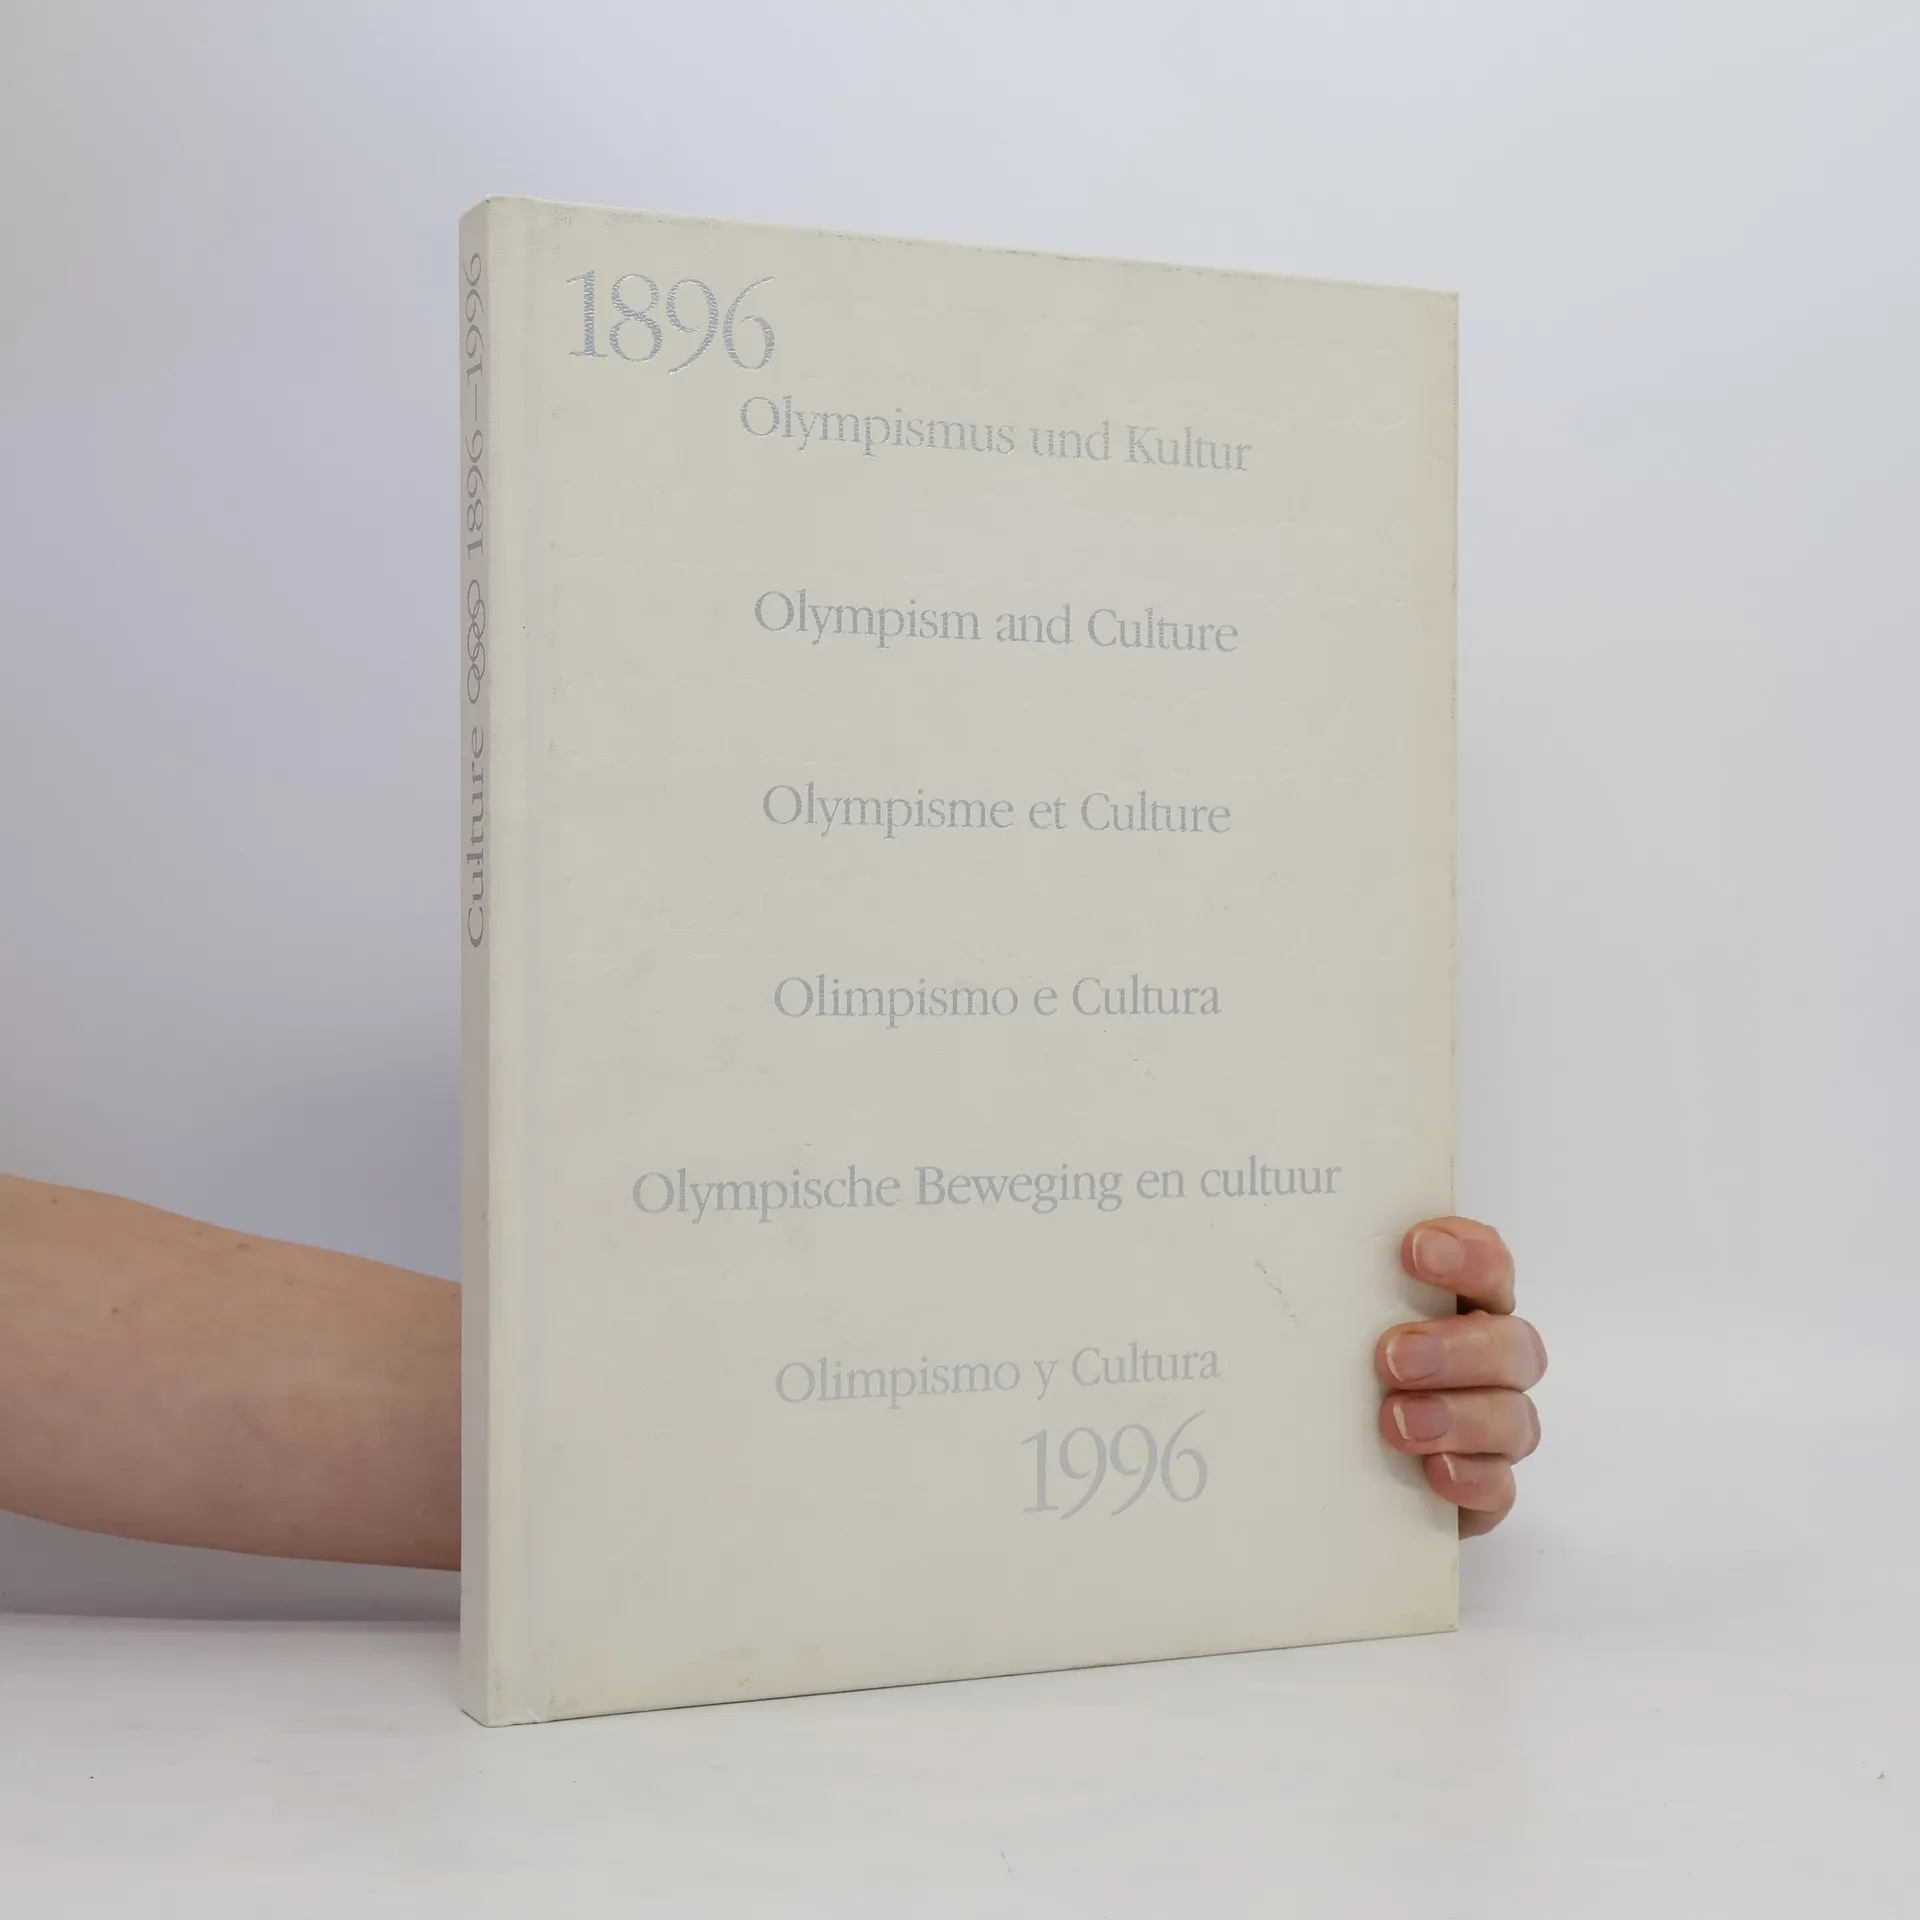 1896
Olympismus und Kultur
Olympism and Culture
Olympisme et Culture
Olimpismo e Cultura
Olympische Beweging en cultuur
Olimpismo y Cultura
1996
Culture 1896–1996